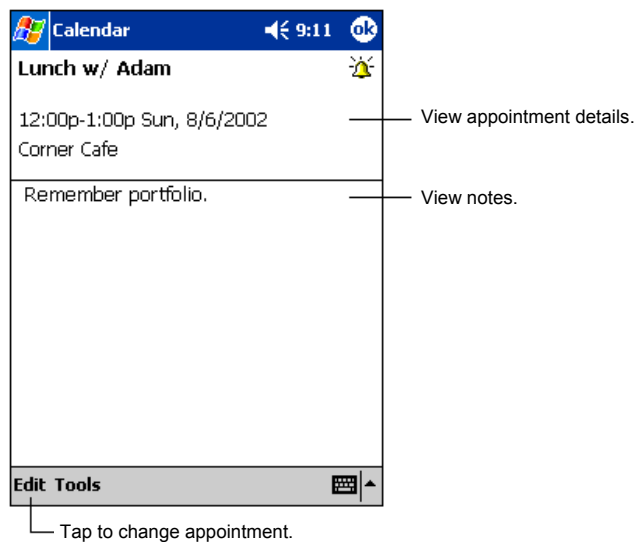 Calendar 9:11 ok
Lunch w/ Adam
12:00p-1:00p Sun, 8/6/2002
View appointment details.
Corner Cafe
Remember portfolio.
View notes.
Edit Tools
Tap to change appointment.